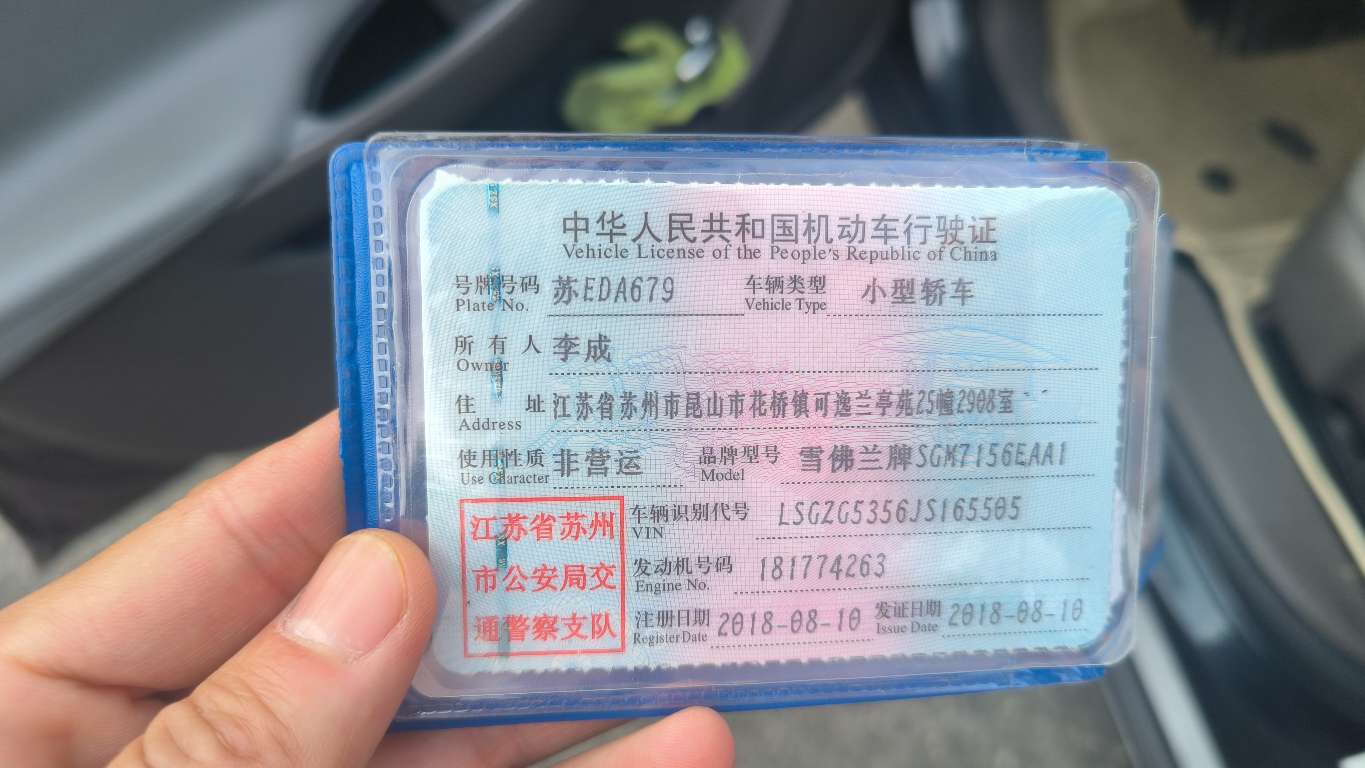 中华人民共和国机动车行驶证
Vehicle License of the People's Republic of China
号牌号码 苏EDA679 车辆类型 小型轿车
Plate No. Vehicle Type
所有人 李成
Owner
住址 江苏省苏州市昆山市花桥镇可逸兰亭苑25幢2908室
Address
使用性质 非营运 品牌型号 雪佛兰牌SGM7156EAA1
Use Character Model
江苏省苏州
市公安局交
通警察支队
车辆识别代号 LSGZG5356JS165505
VIN
发动机号码 181774263
Engine No.
注册日期 2018-08-10 发证日期 2018-08-10
Register Date Issue Date